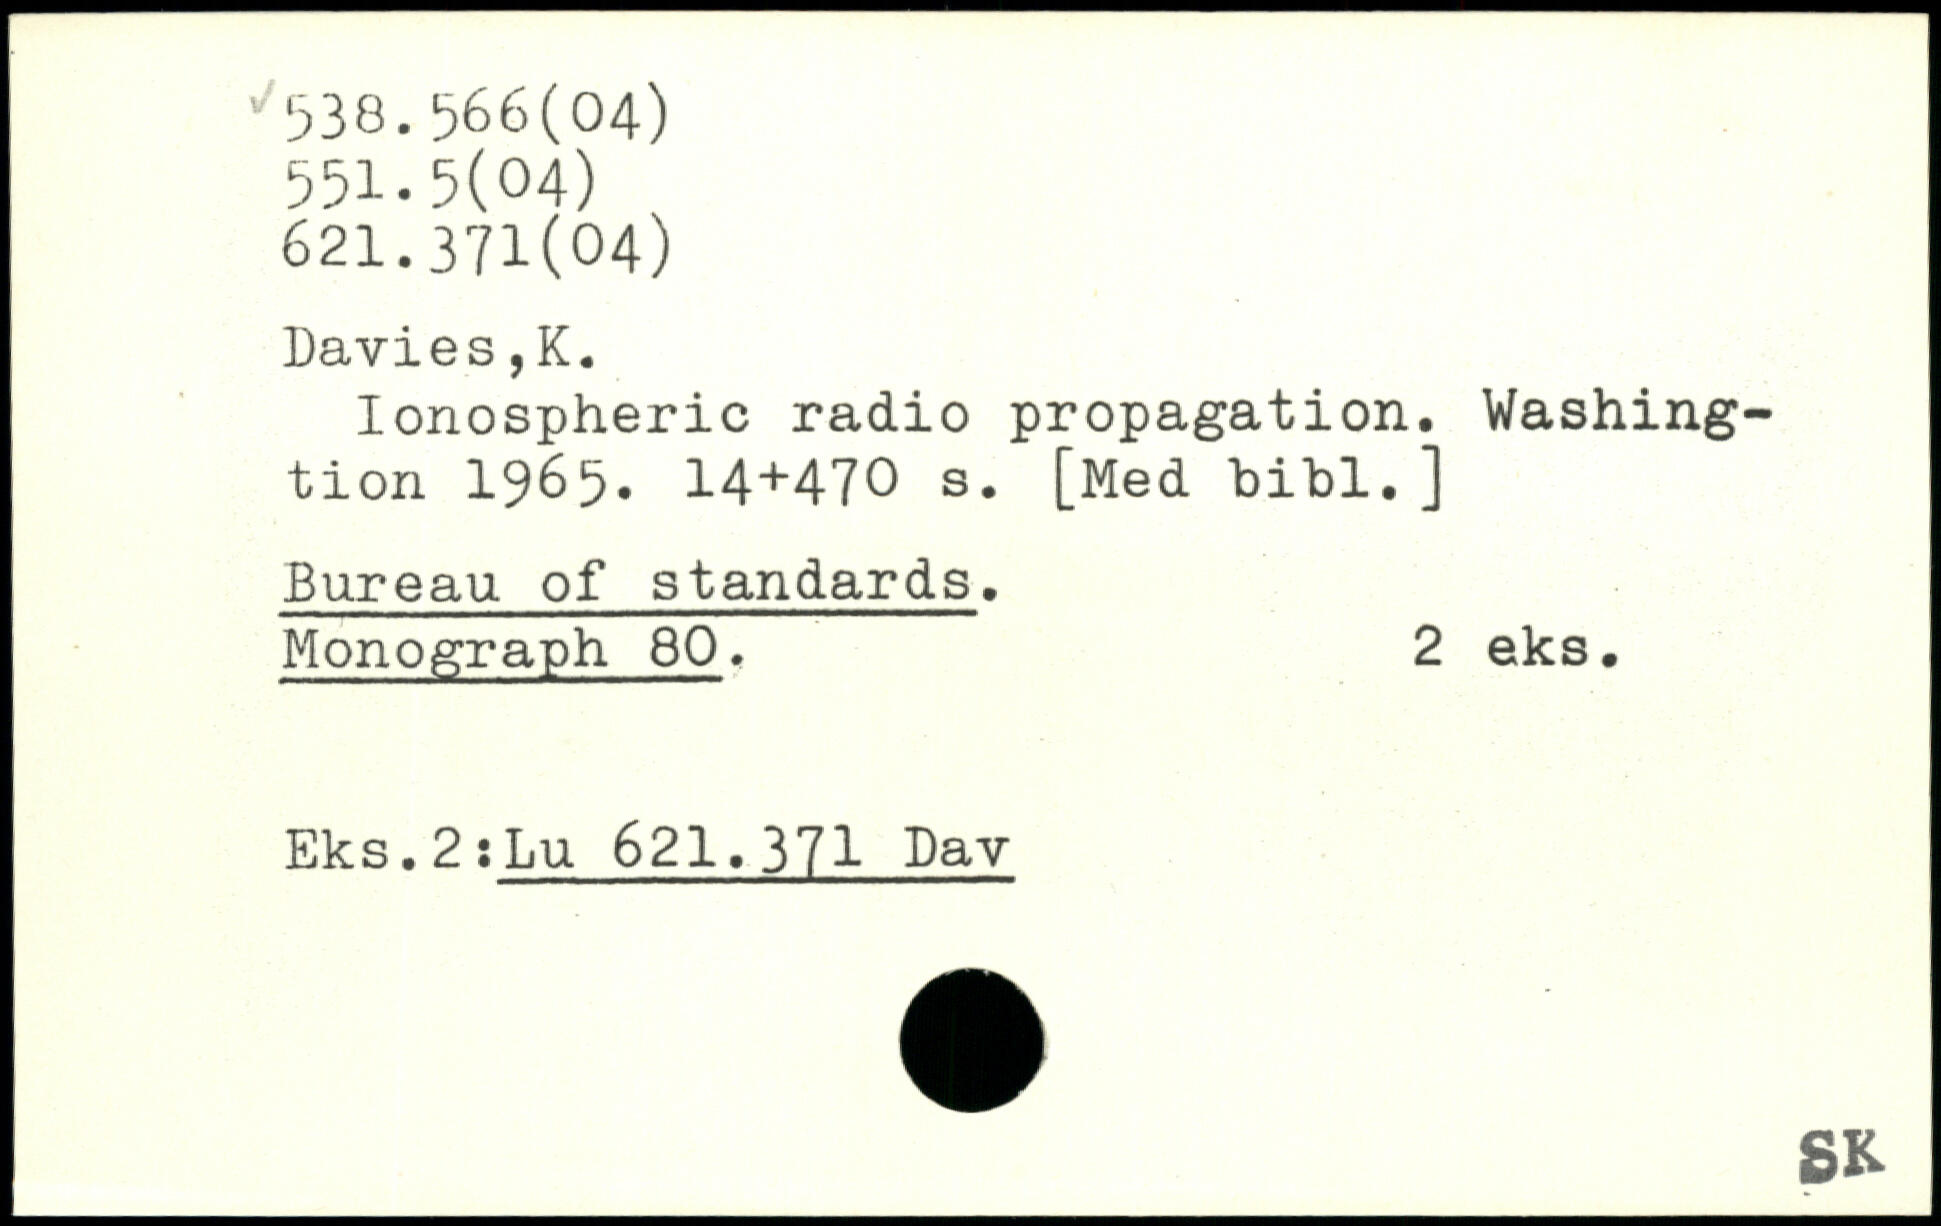 ✓538.566(04)
551.5(04)
621.371(04)
Davies,K.
Ionospheric radio propagation. Washing-
tion 1965. 14+470 s. [Med bibl.]
Bureau of standards.
Monograph 80. 2 eks.
Eks.2:Lu 621.371 Dav
SK